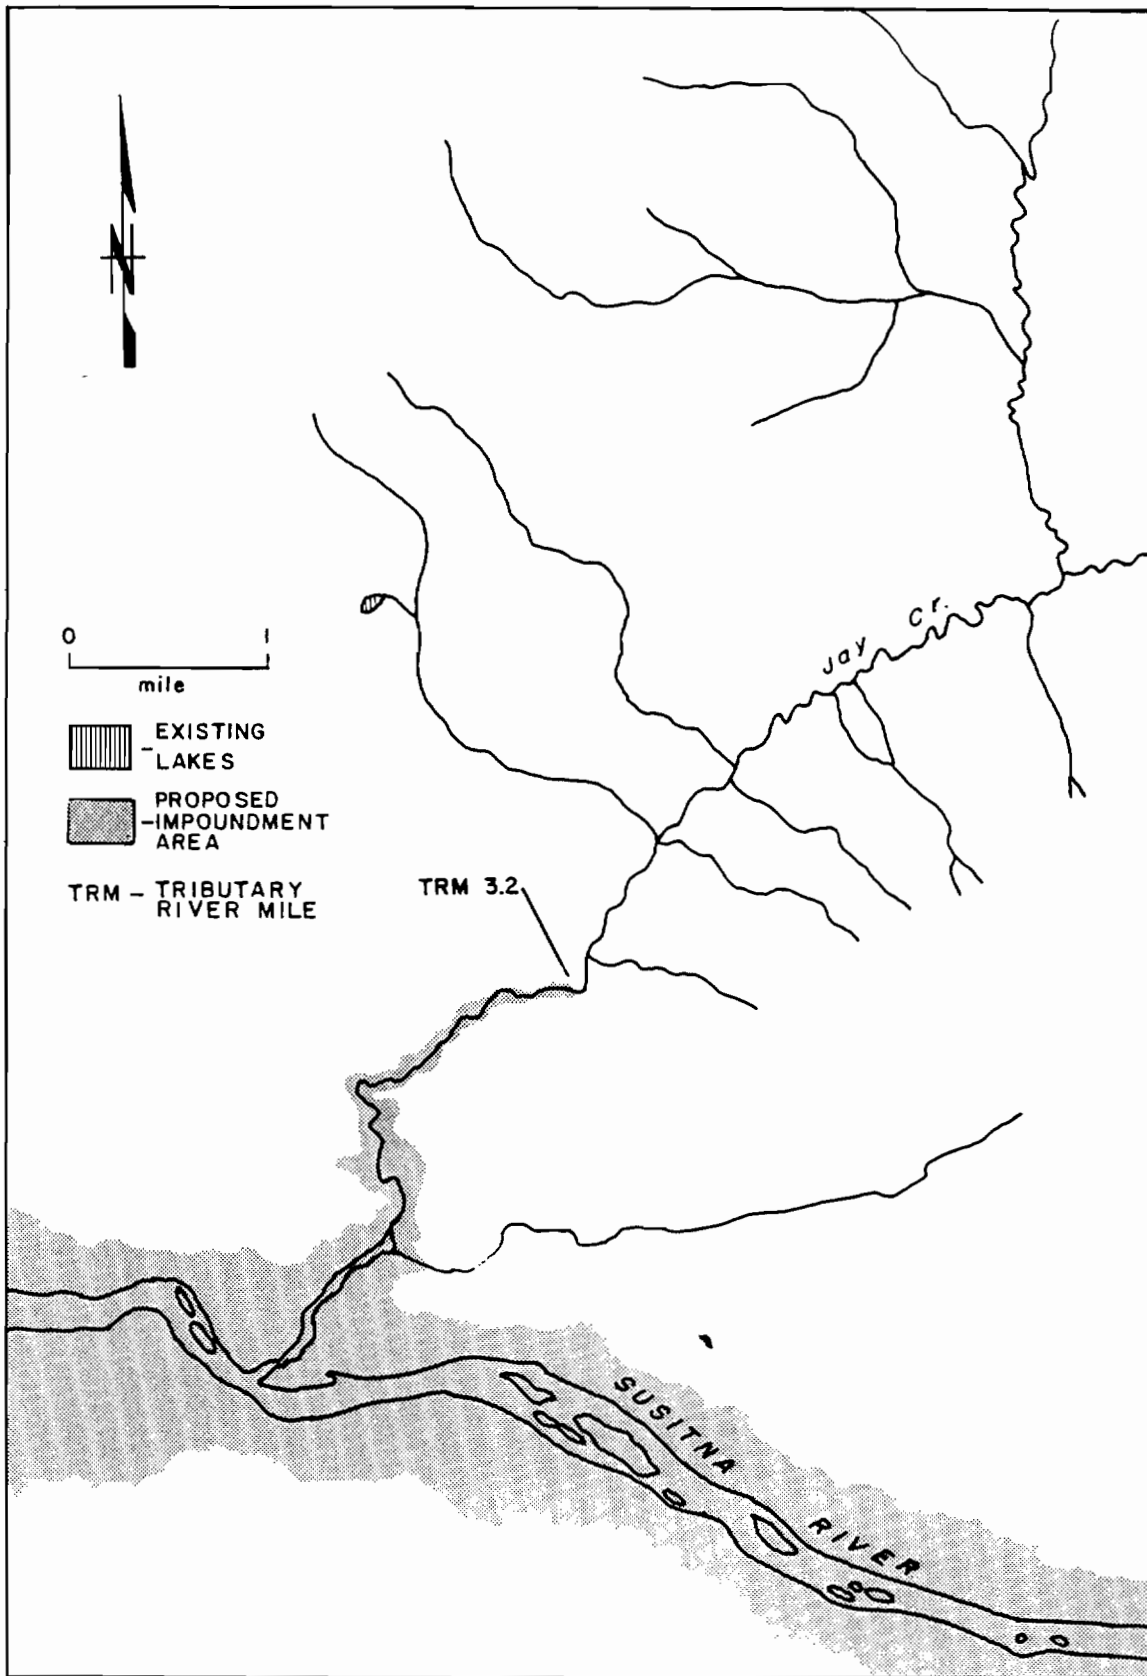 N
Jay Cr.
0 1
mile
EXISTING
LAKES
PROPOSED
IMPOUNDMENT
AREA
TRM – TRIBUTARY
RIVER MILE
TRM 3.2
SUSITNA
RIVER